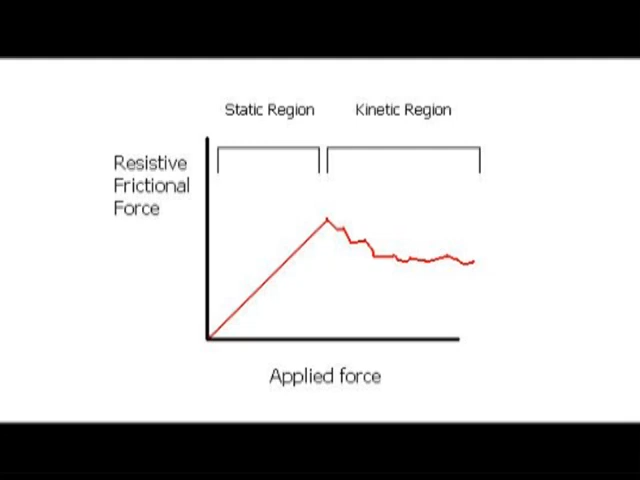 Static Region
Kinetic Region
Resistive
Frictional
Force
Applied force